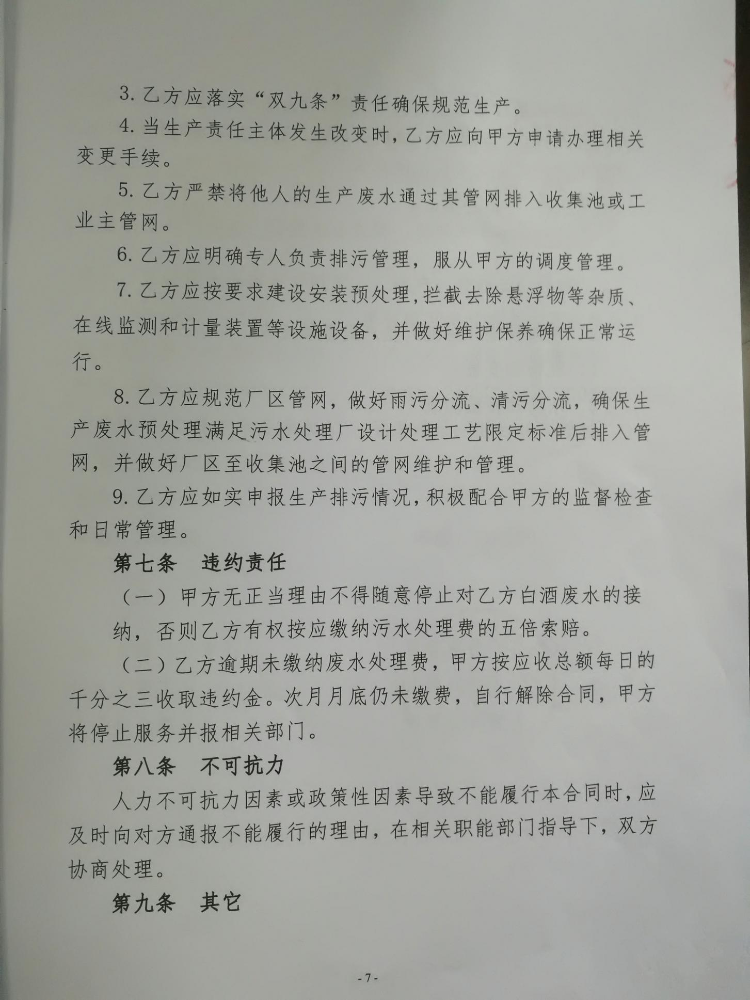 3.乙方应落实“双九条”责任确保规范生产。
4.当生产责任主体发生改变时,乙方应向甲方申请办理相关
变更手续。
5.乙方严禁将他人的生产废水通过其管网排入收集池或工
业主管网。
6.乙方应明确专人负责排污管理，服从甲方的调度管理。
7.乙方应按要求建设安装预处理,拦截去除悬浮物等杂质、
在线监测和计量装置等设施设备，并做好维护保养确保正常运
行。
8.乙方应规范厂区管网，做好雨污分流、清污分流，确保生
产废水预处理满足污水处理厂设计处理工艺限定标准后排入管
网，并做好厂区至收集池之间的管网维护和管理。
9.乙方应如实申报生产排污情况,积极配合甲方的监督检查
和日常管理。
第七条　违约责任
（一）甲方无正当理由不得随意停止对乙方白酒废水的接
纳，否则乙方有权按应缴纳污水处理费的五倍索赔。
（二）乙方逾期未缴纳废水处理费，甲方按应收总额每日的
千分之三收取违约金。次月月底仍未缴费，自行解除合同，甲方
将停止服务并报相关部门。
第八条　不可抗力
人力不可抗力因素或政策性因素导致不能履行本合同时,应
及时向对方通报不能履行的理由，在相关职能部门指导下，双方
协商处理。
第九条　其它
- 7 -